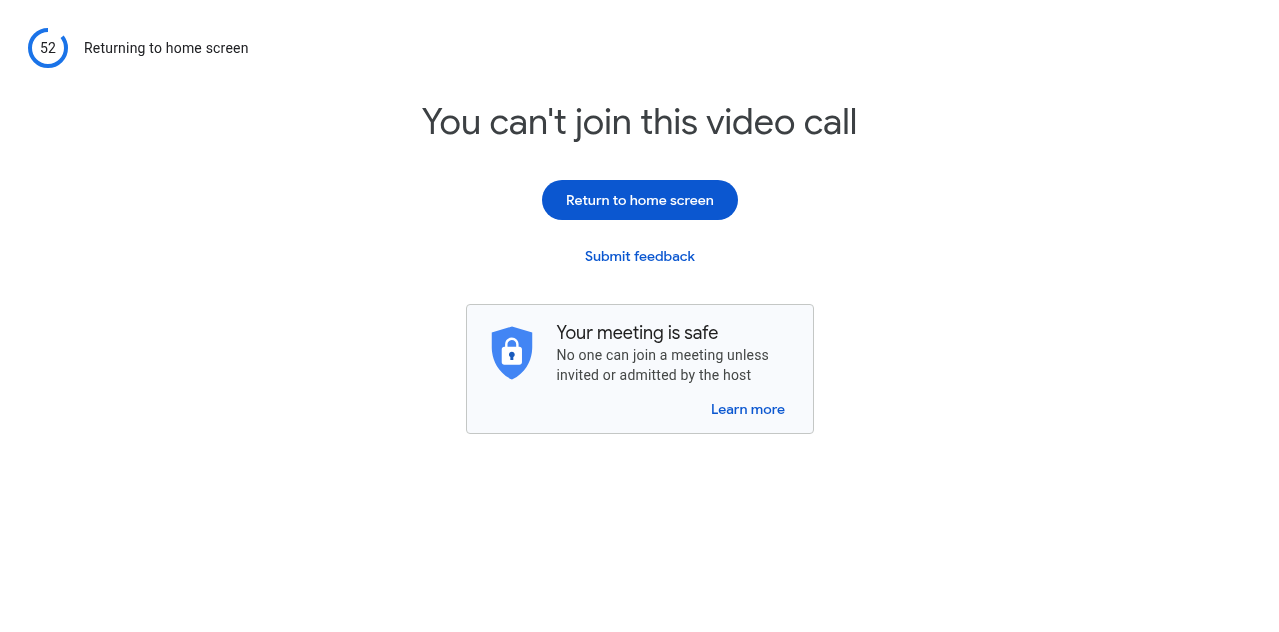 52
Returning to home screen
You can't join this video call
Return to home screen
Submit feedback
Your meeting is safe
No one can join a meeting unless
invited or admitted by the host
Learn more